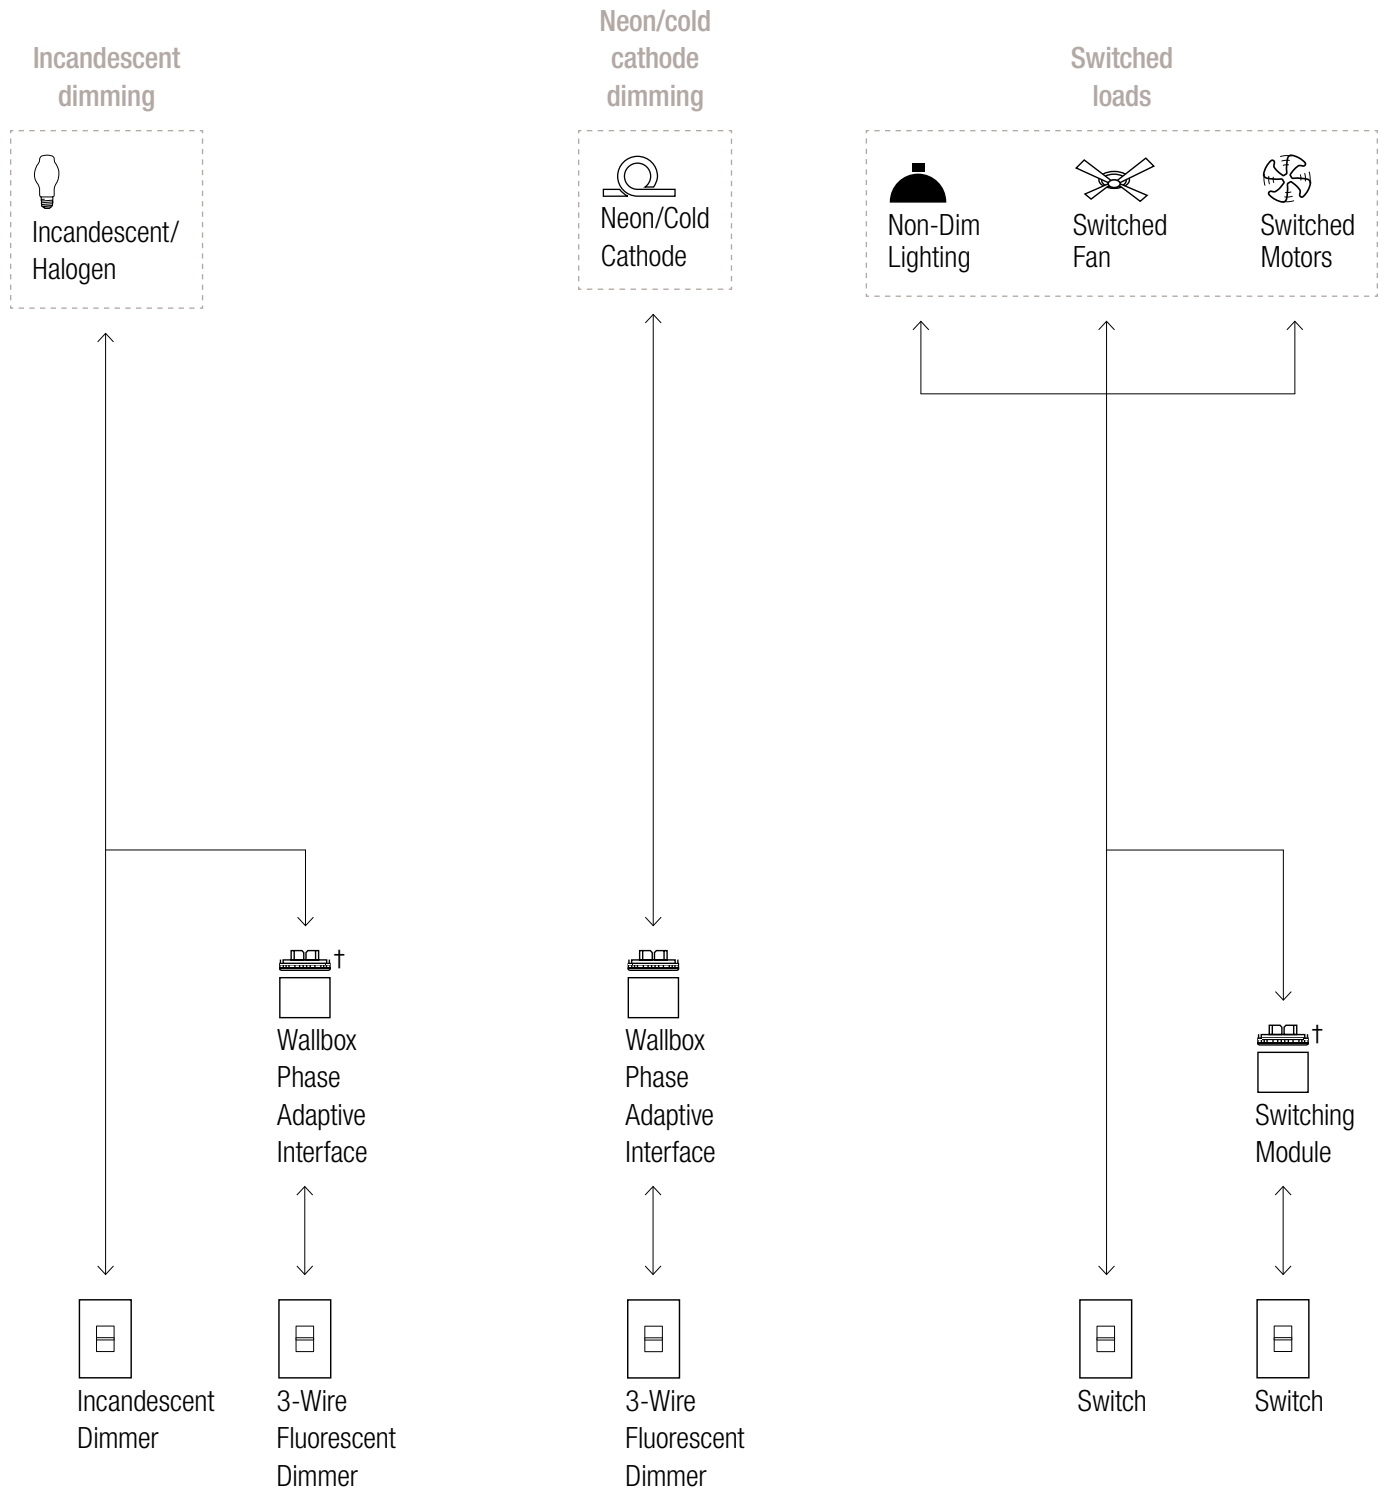 Incandescent
dimming
Incandescent/
Halogen
Neon/cold
cathode
dimming
Neon/Cold
Cathode
Switched
loads
Non-Dim
Lighting
Switched
Fan
Switched
Motors
†
Wallbox
Phase
Adaptive
Interface
Wallbox
Phase
Adaptive
Interface
†
Switching
Module
Incandescent
Dimmer
3-Wire
Fluorescent
Dimmer
3-Wire
Fluorescent
Dimmer
Switch
Switch